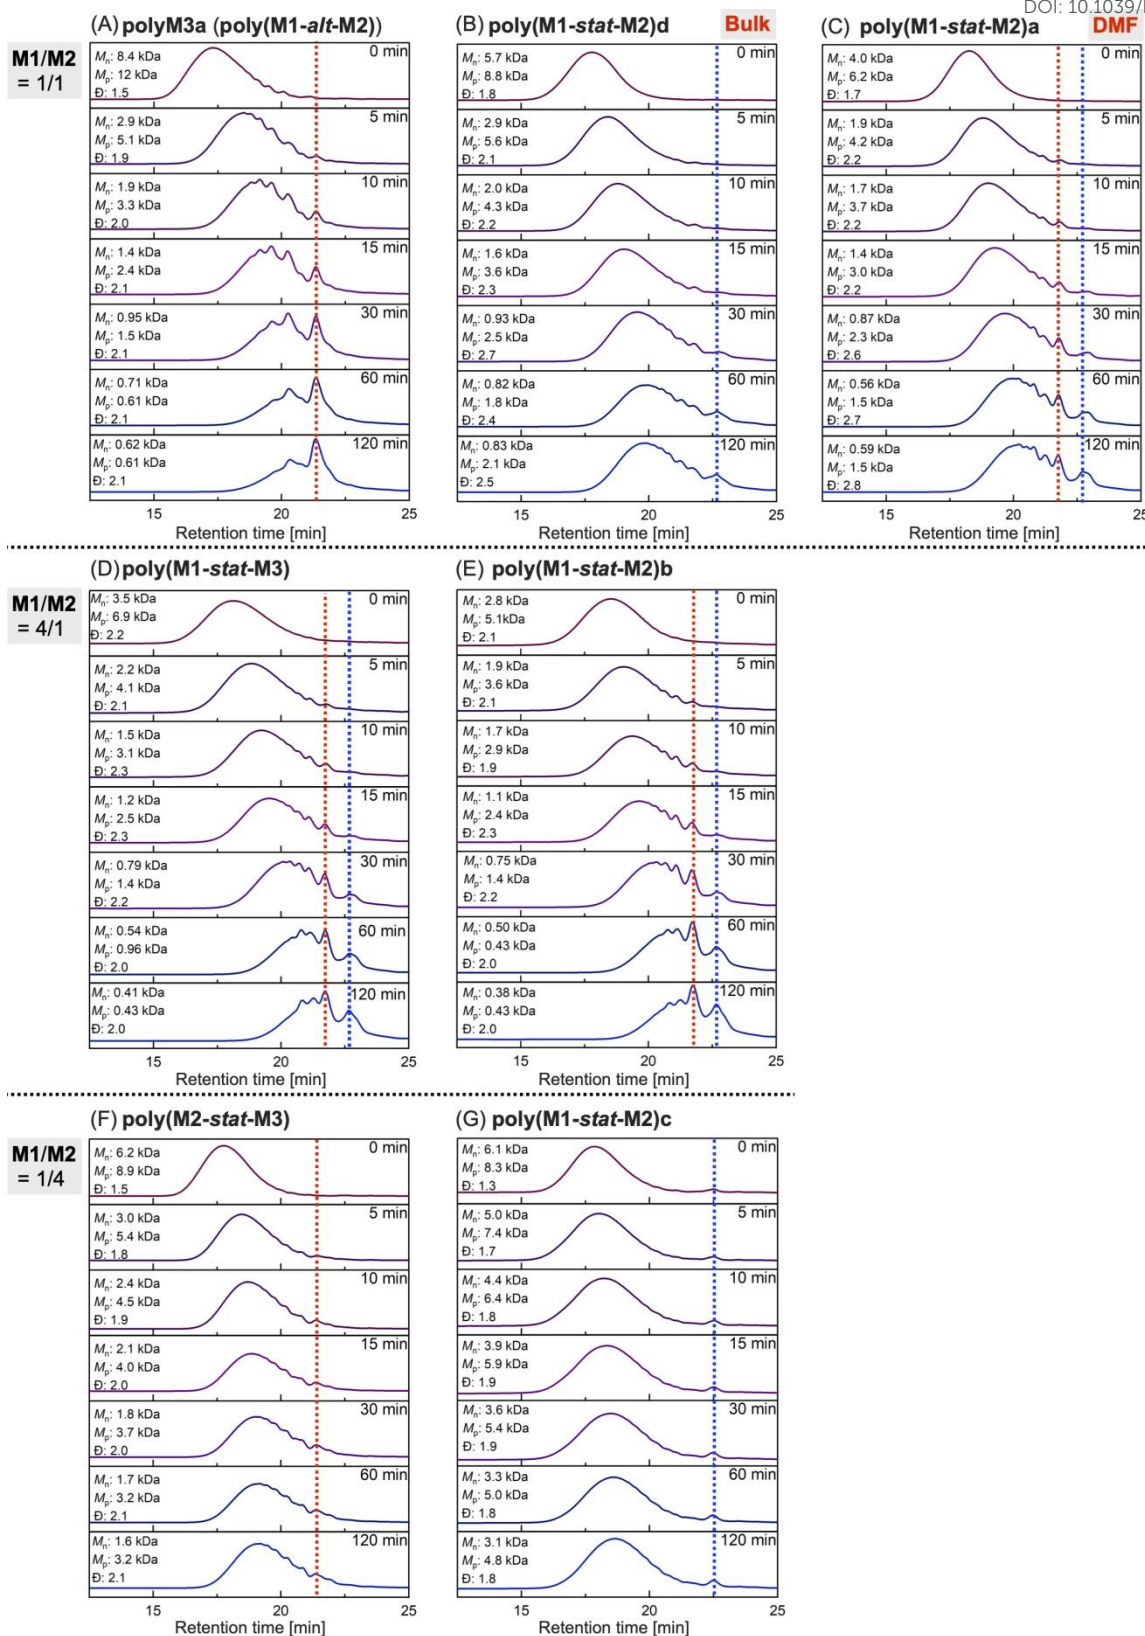 DOI: 10.1039/
M1/M2
= 1/1
(A) polyM3a (poly(M1-alt-M2))
0 min
Mn: 8.4 kDa
Mp: 12 kDa
Đ: 1.5
5 min
Mn: 2.9 kDa
Mp: 5.1 kDa
Đ: 1.9
10 min
Mn: 1.9 kDa
Mp: 3.3 kDa
Đ: 2.0
15 min
Mn: 1.4 kDa
Mp: 2.4 kDa
Đ: 2.1
30 min
Mn: 0.95 kDa
Mp: 1.5 kDa
Đ: 2.1
60 min
Mn: 0.71 kDa
Mp: 0.61 kDa
Đ: 2.1
120 min
Mn: 0.62 kDa
Mp: 0.61 kDa
Đ: 2.1
15 20 25
Retention time [min]
(B) poly(M1-stat-M2)d
Bulk
0 min
Mn: 5.7 kDa
Mp: 8.8 kDa
Đ: 1.8
5 min
Mn: 2.9 kDa
Mp: 5.6 kDa
Đ: 2.1
10 min
Mn: 2.0 kDa
Mp: 4.3 kDa
Đ: 2.2
15 min
Mn: 1.6 kDa
Mp: 3.6 kDa
Đ: 2.3
30 min
Mn: 0.93 kDa
Mp: 2.5 kDa
Đ: 2.7
60 min
Mn: 0.82 kDa
Mp: 1.8 kDa
Đ: 2.4
120 min
Mn: 0.83 kDa
Mp: 2.1 kDa
Đ: 2.5
15 20 25
Retention time [min]
(C) poly(M1-stat-M2)a
DMF
0 min
Mn: 4.0 kDa
Mp: 6.2 kDa
Đ: 1.7
5 min
Mn: 1.9 kDa
Mp: 4.2 kDa
Đ: 2.2
10 min
Mn: 1.7 kDa
Mp: 3.7 kDa
Đ: 2.2
15 min
Mn: 1.4 kDa
Mp: 3.0 kDa
Đ: 2.2
30 min
Mn: 0.87 kDa
Mp: 2.3 kDa
Đ: 2.6
60 min
Mn: 0.56 kDa
Mp: 1.5 kDa
Đ: 2.7
120 min
Mn: 0.59 kDa
Mp: 1.5 kDa
Đ: 2.8
15 20 25
Retention time [min]
M1/M2
= 4/1
(D) poly(M1-stat-M3)
0 min
Mn: 3.5 kDa
Mp: 6.9 kDa
Đ: 2.2
5 min
Mn: 2.2 kDa
Mp: 4.1 kDa
Đ: 2.1
10 min
Mn: 1.5 kDa
Mp: 3.1 kDa
Đ: 2.3
15 min
Mn: 1.2 kDa
Mp: 2.5 kDa
Đ: 2.3
30 min
Mn: 0.79 kDa
Mp: 1.4 kDa
Đ: 2.2
60 min
Mn: 0.54 kDa
Mp: 0.96 kDa
Đ: 2.0
120 min
Mn: 0.41 kDa
Mp: 0.43 kDa
Đ: 2.0
15 20 25
Retention time [min]
(E) poly(M1-stat-M2)b
0 min
Mn: 2.8 kDa
Mp: 5.1kDa
Đ: 2.1
5 min
Mn: 1.9 kDa
Mp: 3.6 kDa
Đ: 2.1
10 min
Mn: 1.7 kDa
Mp: 2.9 kDa
Đ: 1.9
15 min
Mn: 1.1 kDa
Mp: 2.4 kDa
Đ: 2.3
30 min
Mn: 0.75 kDa
Mp: 1.4 kDa
Đ: 2.2
60 min
Mn: 0.50 kDa
Mp: 0.43 kDa
Đ: 2.0
120 min
Mn: 0.38 kDa
Mp: 0.43 kDa
Đ: 2.0
15 20 25
Retention time [min]
M1/M2
= 1/4
(F) poly(M2-stat-M3)
0 min
Mn: 6.2 kDa
Mp: 8.9 kDa
Đ: 1.5
5 min
Mn: 3.0 kDa
Mp: 5.4 kDa
Đ: 1.8
10 min
Mn: 2.4 kDa
Mp: 4.5 kDa
Đ: 1.9
15 min
Mn: 2.1 kDa
Mp: 4.0 kDa
Đ: 2.0
30 min
Mn: 1.8 kDa
Mp: 3.7 kDa
Đ: 2.0
60 min
Mn: 1.7 kDa
Mp: 3.2 kDa
Đ: 2.1
120 min
Mn: 1.6 kDa
Mp: 3.2 kDa
Đ: 2.1
15 20 25
Retention time [min]
(G) poly(M1-stat-M2)c
0 min
Mn: 6.1 kDa
Mp: 8.3 kDa
Đ: 1.3
5 min
Mn: 5.0 kDa
Mp: 7.4 kDa
Đ: 1.7
10 min
Mn: 4.4 kDa
Mp: 6.4 kDa
Đ: 1.8
15 min
Mn: 3.9 kDa
Mp: 5.9 kDa
Đ: 1.9
30 min
Mn: 3.6 kDa
Mp: 5.4 kDa
Đ: 1.9
60 min
Mn: 3.3 kDa
Mp: 5.0 kDa
Đ: 1.8
120 min
Mn: 3.1 kDa
Mp: 4.8 kDa
Đ: 1.8
15 20 25
Retention time [min]